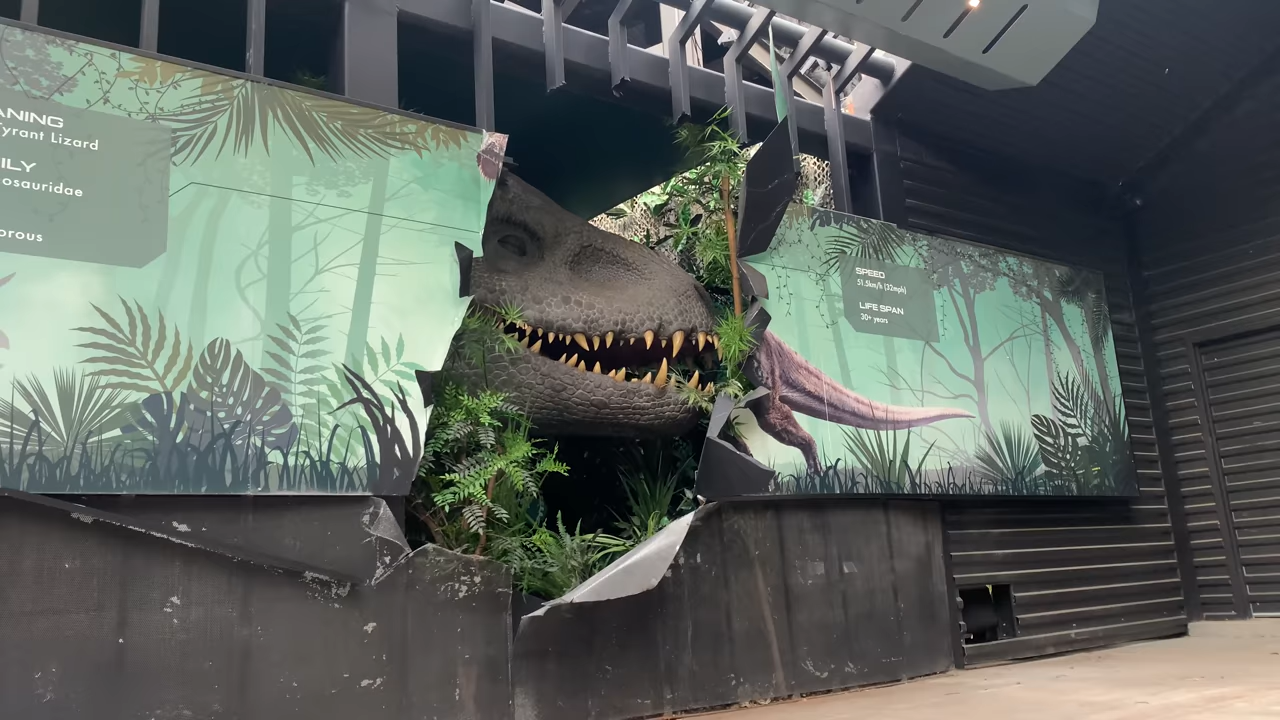 ANING
Tyrant Lizard
ILY
osauridae
orous
SPEED
51.5km/h (32mph)
LIFE SPAN
30+ years